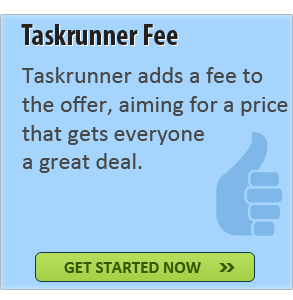 Taskrunner Fee
Taskrunner adds a fee to
the offer, aiming for a price
that gets everyone
a great deal.
GET STARTED NOW »